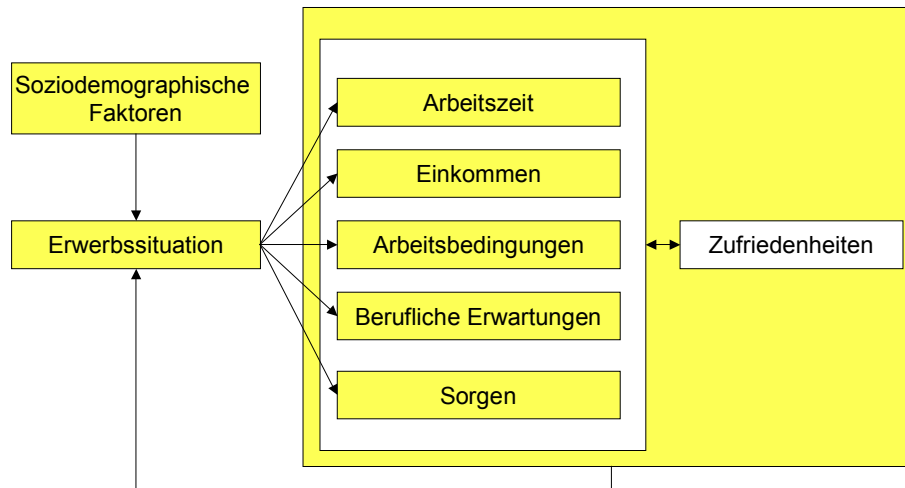 Soziodemographische
Faktoren
Erwerbssituation
Arbeitszeit
Einkommen
Arbeitsbedingungen
Berufliche Erwartungen
Sorgen
Zufriedenheiten